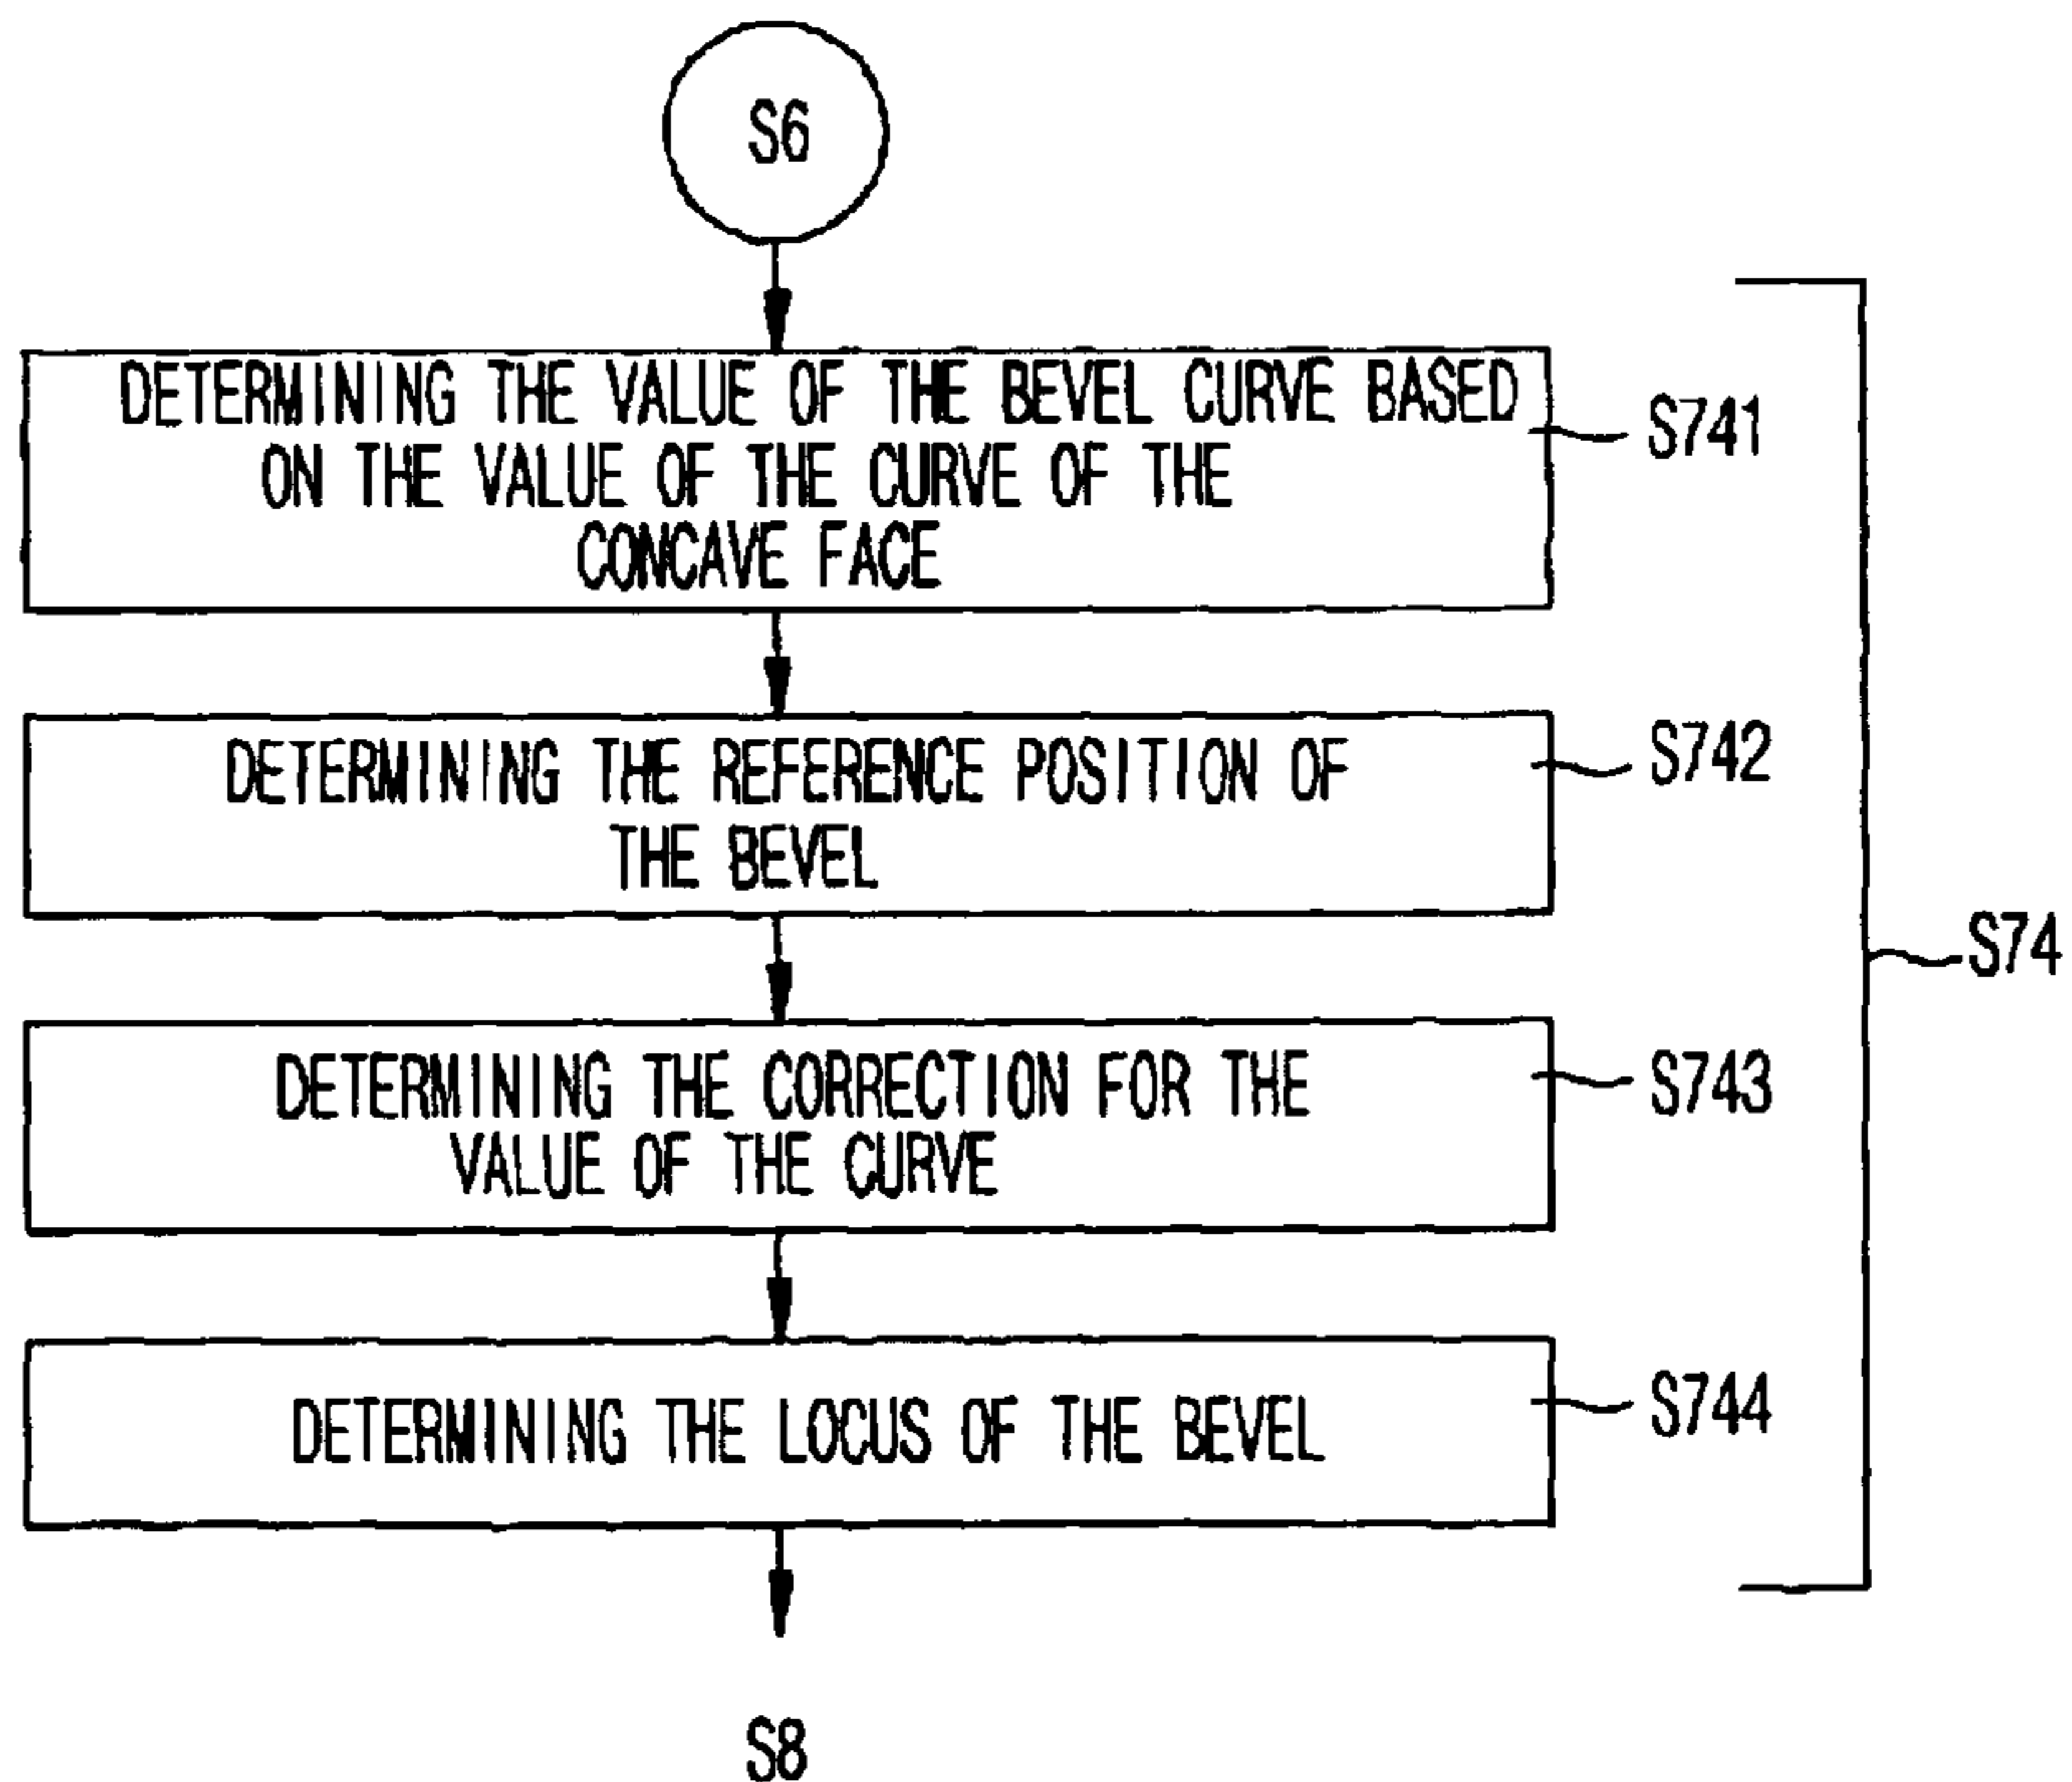 S6
DETERMINING THE VALUE OF THE BEVEL CURVE BASED
ON THE VALUE OF THE CURVE OF THE
CONCAVE FACE
S741
DETERMINING THE REFERENCE POSITION OF
THE BEVEL
S742
DETERMINING THE CORRECTION FOR THE
VALUE OF THE CURVE
S743
DETERMINING THE LOCUS OF THE BEVEL
S744
S74
S8